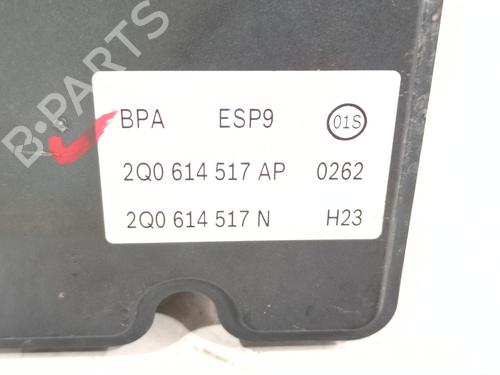 B-PARTS
BPA ESP9 01S
2Q0 614 517 AP 0262
2Q0 614 517 N H23